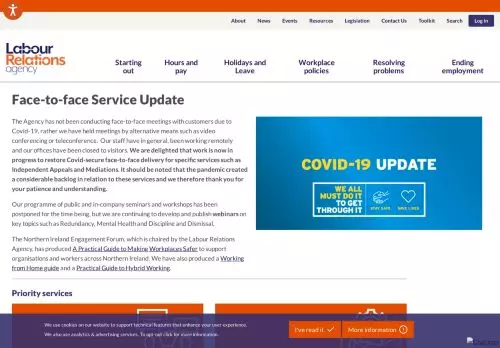 About News Events Resources Legislation Contact Us Toolkit Search Log in
Labour
Relations
agency
Starting out
Hours and pay
Holidays and Leave
Workplace policies
Resolving problems
Ending employment
Face-to-face Service Update
The Agency has not been conducting face-to-face meetings with customers due to
Covid-19, rather we have held meetings by alternative means such as video
conferencing or teleconference. Our staff have in general, been working remotely
and our offices have been closed to visitors. We are delighted that work is now in
progress to restore Covid-secure face-to-face delivery for specific services such as
Independent Appeals and Mediations. It should be noted that the pandemic created
a considerable backlog in relation to these services and we therefore thank you for
your patience and understanding.
Our programme of public and in-company seminars and workshops has been
postponed for the time being, but we are continuing to develop and publish webinars on
key topics such as Redundancy, Mental Health and Discipline and Dismissal.
The Northern Ireland Engagement Forum, which is chaired by the Labour Relations
Agency, has produced A Practical Guide to Making Workplaces Safer to support
organisations and workers across Northern Ireland. We have also produced a Working
from Home guide and a Practical Guide to Hybrid Working.
COVID-19 UPDATE
WE ALL
MUST DO IT
TO GET
THROUGH IT
STAY SAFE
SAVE LIVES
Priority services
We use cookies on our website to support technical features that enhance your user experience.
We also use analytics & advertising services. To opt-out click for more information.
I've read it
More information